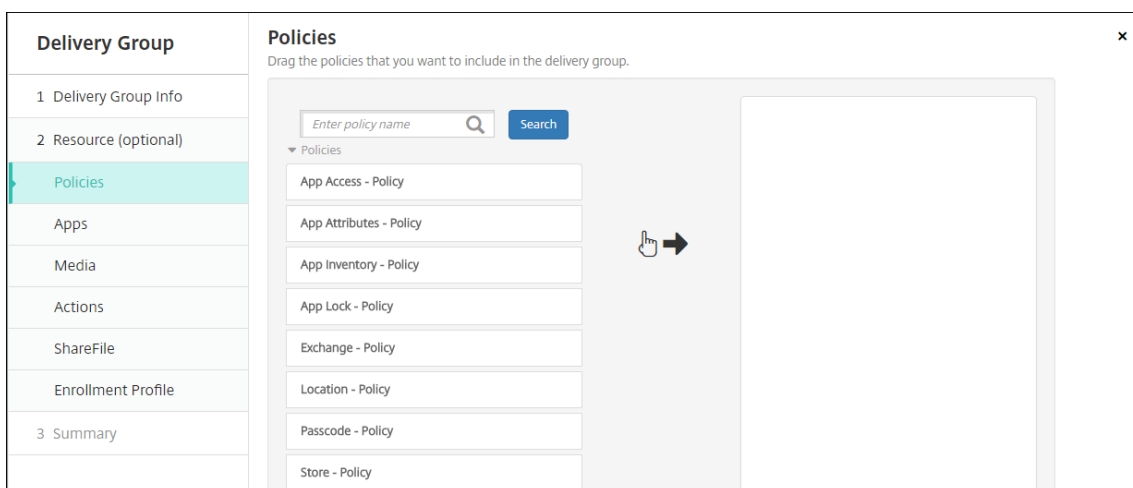 Delivery Group
1 Delivery Group Info
2 Resource (optional)
Policies
Apps
Media
Actions
ShareFile
Enrollment Profile
3 Summary
Policies
Drag the policies that you want to include in the delivery group.
Enter policy name
Search
Policies
App Access - Policy
App Attributes - Policy
App Inventory - Policy
App Lock - Policy
Exchange - Policy
Location - Policy
Passcode - Policy
Store - Policy